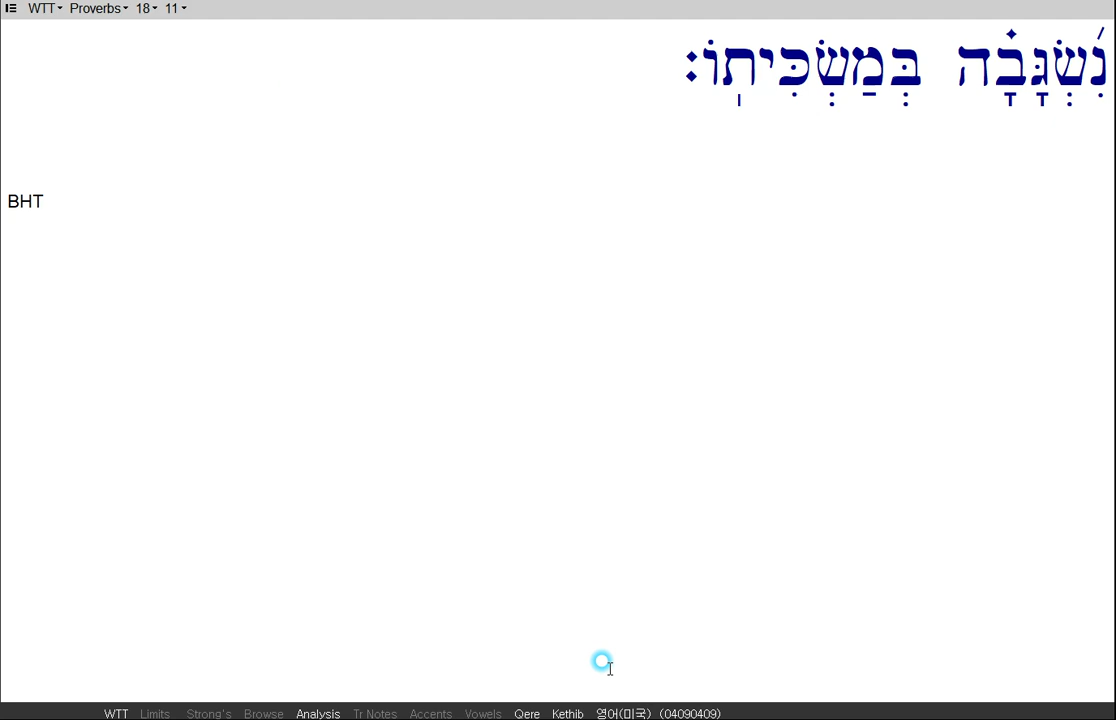 WTT Proverbs 18 11
נִ֝שְׂגָּבָ֗ה בְּמַשְׂכִּיתֽוֹ׃
BHT
WTT Limits Strong's Browse Analysis Tr Notes Accents Vowels Qere Kethib 영어(미국) (04090409)